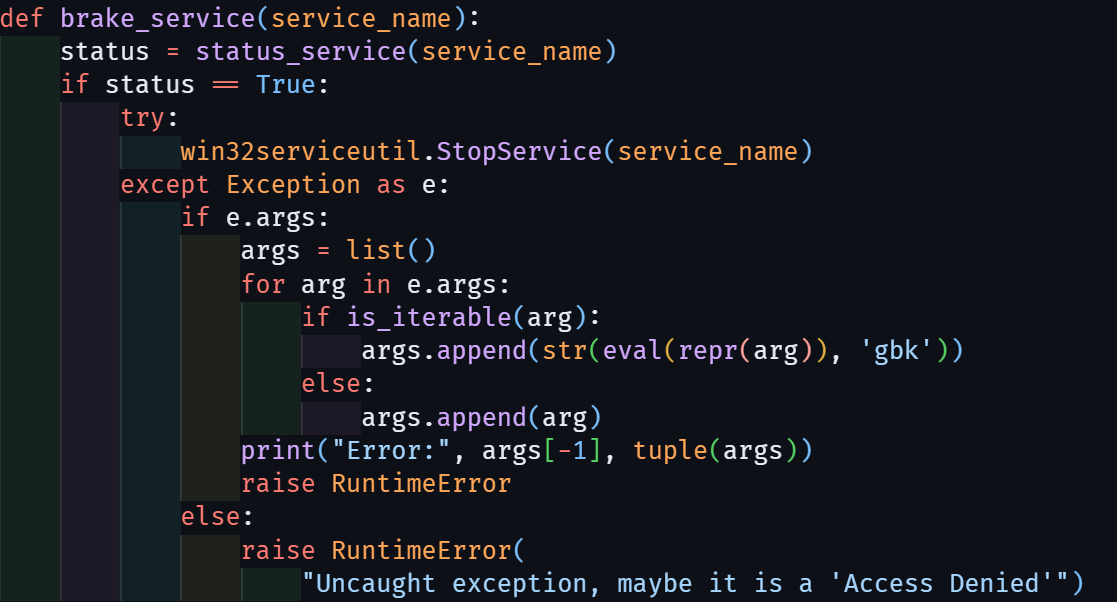 def brake_service(service_name):
    status = status_service(service_name)
    if status == True:
        try:
            win32serviceutil.StopService(service_name)
        except Exception as e:
            if e.args:
                args = list()
                for arg in e.args:
                    if is_iterable(arg):
                        args.append(str(eval(repr(arg)), 'gbk'))
                    else:
                        args.append(arg)
                print("Error:", args[-1], tuple(args))
                raise RuntimeError
            else:
                raise RuntimeError(
                    "Uncaught exception, maybe it is a 'Access Denied'")